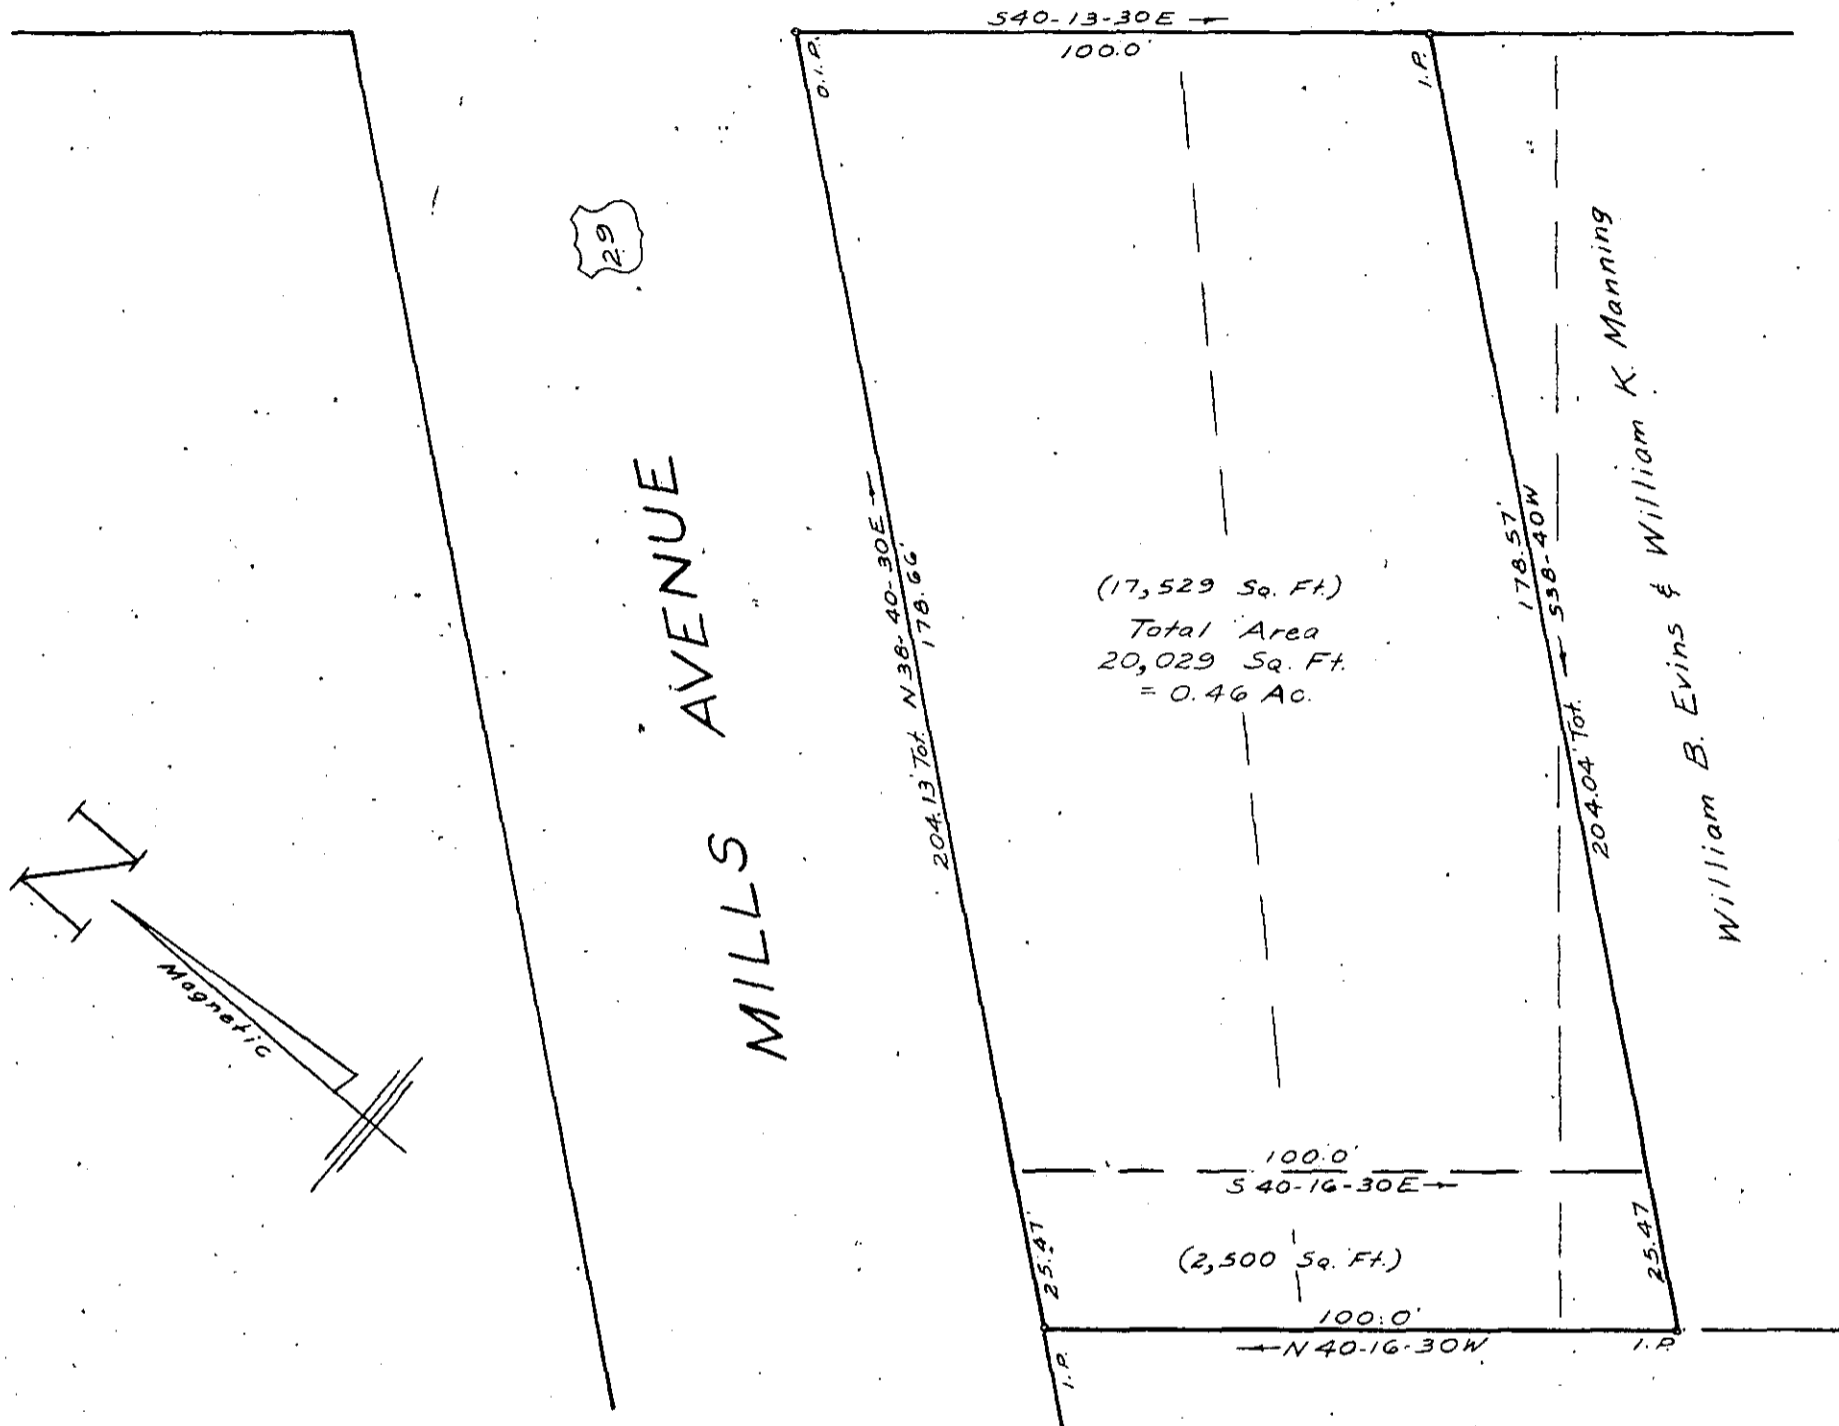 S40-13-30E
100.0'
O.I.P.
I.P.
29
MILLS AVENUE
N38-40-30E
178.66'
204.13' Tot.
(17,529 Sq. Ft.)
Total Area
20,029 Sq. Ft.
= 0.46 Ac.
178.57'
S38-40W
204.04' Tot.
William B. Evins & William K. Manning
N
Magnetic
100.0'
S40-16-30E
25.47'
(2,500 Sq. Ft.)
25.47
100.0'
N40-16-30W
I.P.
I.P.